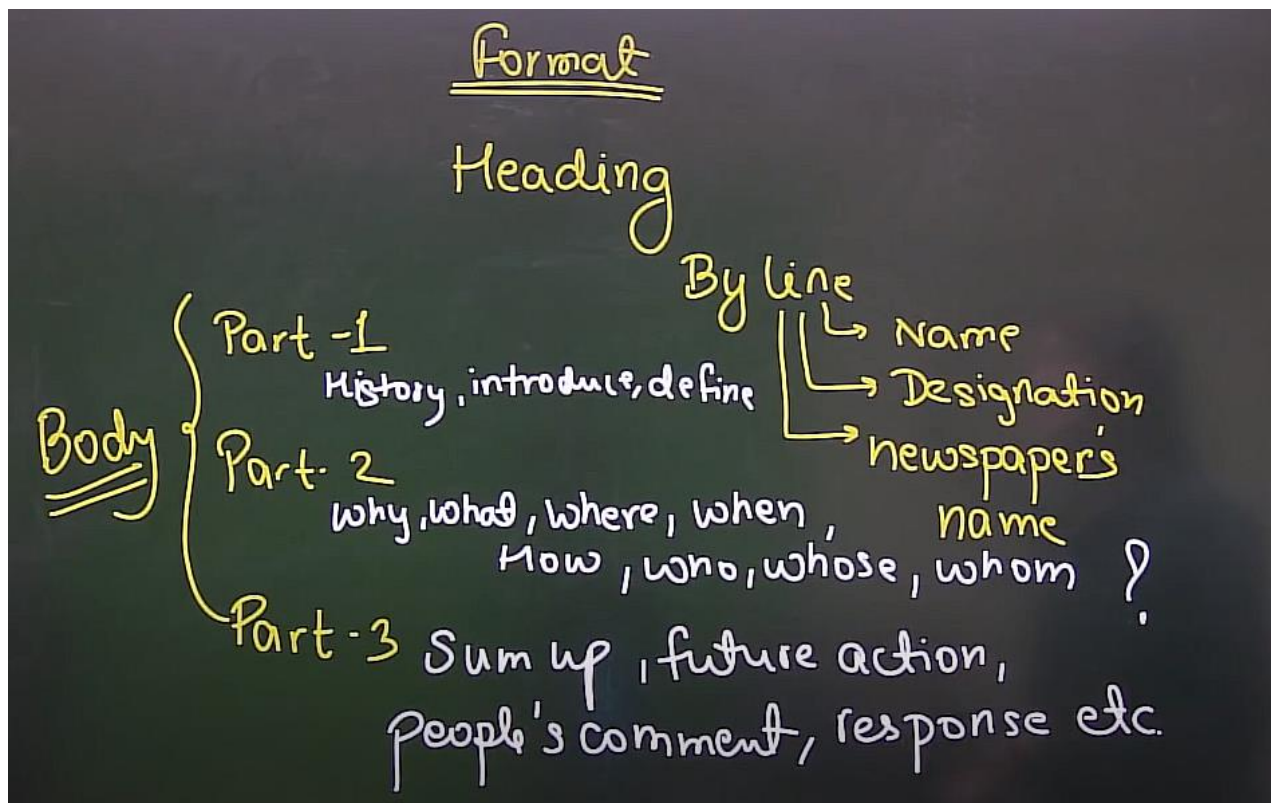 Format
Heading
By line
Name
Designation
newspaper's
name
Body
Part-1
History, introduce, define
Part-2
Why, what, where, when,
How, who, whose, whom ?
Part-3 Sum up, future action,
people's comment, response etc.